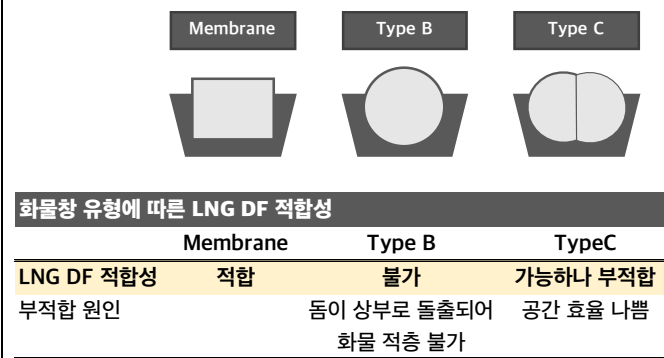 Membrane Type B Type C
화물창 유형에 따른 LNG DF 적합성
Membrane Type B TypeC
LNG DF 적합성 적합 불가 가능하나 부적합
부적합 원인 돔이 상부로 돌출되어 공간 효율 나쁨
화물 적층 불가